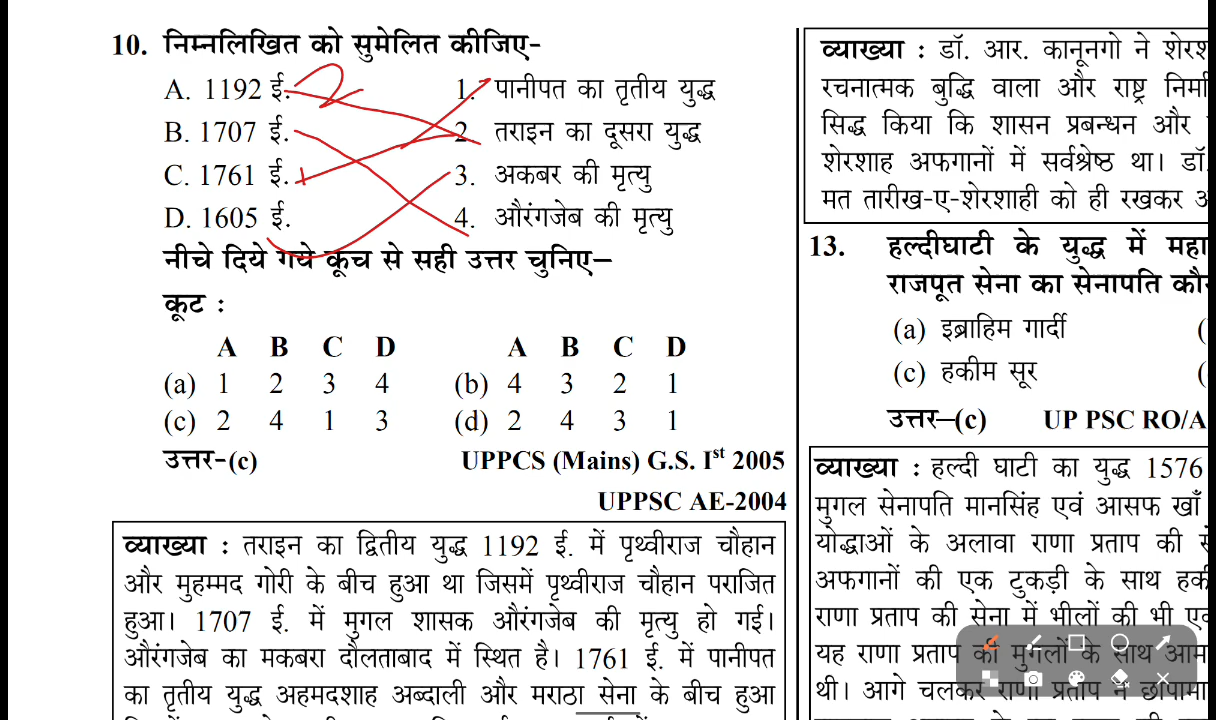 10. निम्नलिखित को सुमेलित कीजिए-
A. 1192 ई. 1. पानीपत का तृतीय युद्ध
B. 1707 ई. 2. तराइन का दूसरा युद्ध
C. 1761 ई. 3. अकबर की मृत्यु
D. 1605 ई. 4. औरंगजेब की मृत्यु
नीचे दिये गये कूच से सही उत्तर चुनिए–
कूट :
A B C D A B C D
(a) 1 2 3 4 (b) 4 3 2 1
(c) 2 4 1 3 (d) 2 4 3 1
उत्तर-(c) UPPCS (Mains) G.S. Ist 2005
UPPSC AE-2004
व्याख्या : तराइन का द्वितीय युद्ध 1192 ई. में पृथ्वीराज चौहान
और मुहम्मद गोरी के बीच हुआ था जिसमें पृथ्वीराज चौहान पराजित
हुआ। 1707 ई. में मुगल शासक औरंगजेब की मृत्यु हो गई।
औरंगजेब का मकबरा दौलताबाद में स्थित है। 1761 ई. में पानीपत
का तृतीय युद्ध अहमदशाह अब्दाली और मराठा सेना के बीच हुआ
व्याख्या : डॉ. आर. कानूनगो ने
रचनात्मक बुद्धि वाला और राष्ट्र
सिद्ध किया कि शासन प्रबन्धन और
शेरशाह अफगानों में सर्वश्रेष्ठ था।
मत तारीख-ए-शेरशाही को ही रखकर
13. हल्दीघाटी के युद्ध में
राजपूत सेना का सेनापति
(a) इब्राहिम गार्दी
(c) हकीम सूर
उत्तर–(c) UP PSC RO/A
व्याख्या : हल्दी घाटी का युद्ध 1576
मुगल सेनापति मानसिंह एवं आसफ खाँ
योद्धाओं के अलावा राणा प्रताप की
अफगानों की एक टुकड़ी के साथ
राणा प्रताप की सेना में भीलों की भी
यह राणा प्रताप की मुगलों के साथ
थी। आगे चलकर राणा प्रताप ने